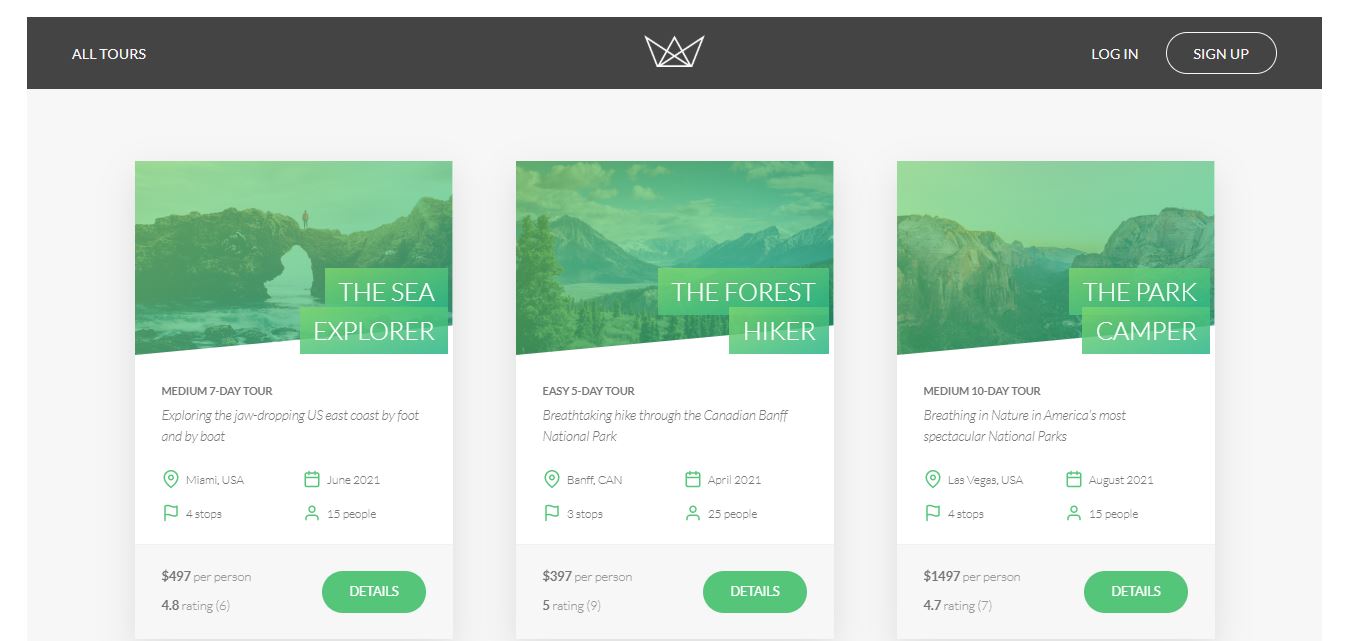 ALL TOURS
LOG IN
SIGN UP
THE SEA
EXPLORER
MEDIUM 7-DAY TOUR
Exploring the jaw-dropping US east coast by foot
and by boat
Miami, USA
June 2021
4 stops
15 people
$497 per person
4.8 rating (6)
DETAILS
THE FOREST
HIKER
EASY 5-DAY TOUR
Breathtaking hike through the Canadian Banff
National Park
Banff, CAN
April 2021
3 stops
25 people
$397 per person
5 rating (9)
DETAILS
THE PARK
CAMPER
MEDIUM 10-DAY TOUR
Breathing in Nature in America's most
spectacular National Parks
Las Vegas, USA
August 2021
4 stops
15 people
$1497 per person
4.7 rating (7)
DETAILS